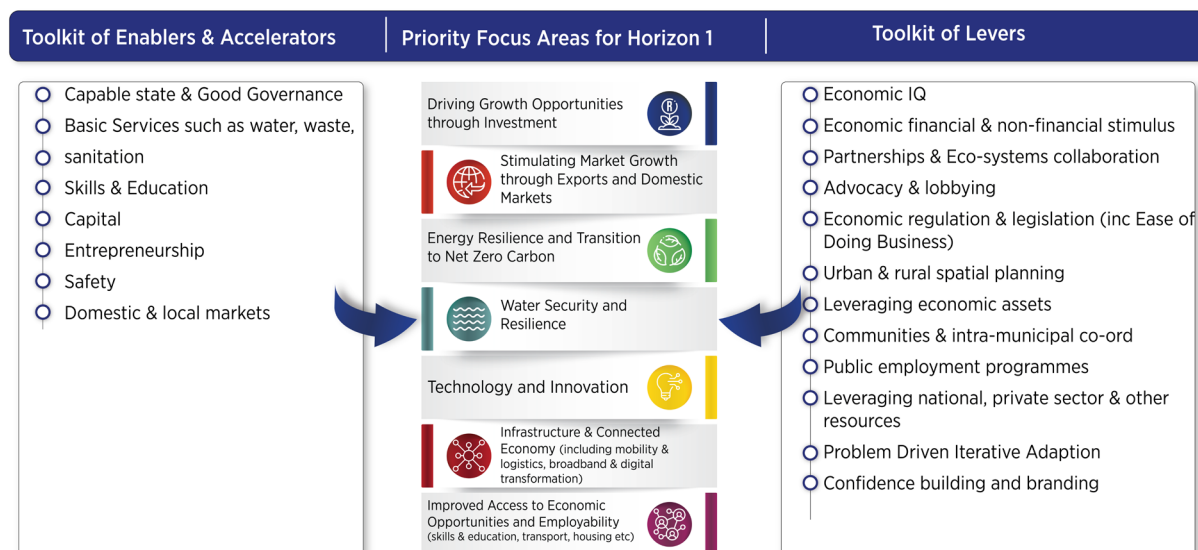 Toolkit of Enablers & Accelerators
Priority Focus Areas for Horizon 1
Toolkit of Levers
Capable state & Good Governance
Basic Services such as water, waste,
sanitation
Skills & Education
Capital
Entrepreneurship
Safety
Domestic & local markets
Driving Growth Opportunities
through Investment
R
Stimulating Market Growth
through Exports and Domestic
Markets
Energy Resilience and Transition
to Net Zero Carbon
Water Security and
Resilience
Technology and Innovation
Infrastructure & Connected
Economy (including mobility &
logistics, broadband & digital
transformation)
Improved Access to Economic
Opportunities and Employability
(skills & education, transport, housing etc)
Economic IQ
Economic financial & non-financial stimulus
Partnerships & Eco-systems collaboration
Advocacy & lobbying
Economic regulation & legislation (inc Ease of
Doing Business)
Urban & rural spatial planning
Leveraging economic assets
Communities & intra-municipal co-ord
Public employment programmes
Leveraging national, private sector & other
resources
Problem Driven Iterative Adaption
Confidence building and branding